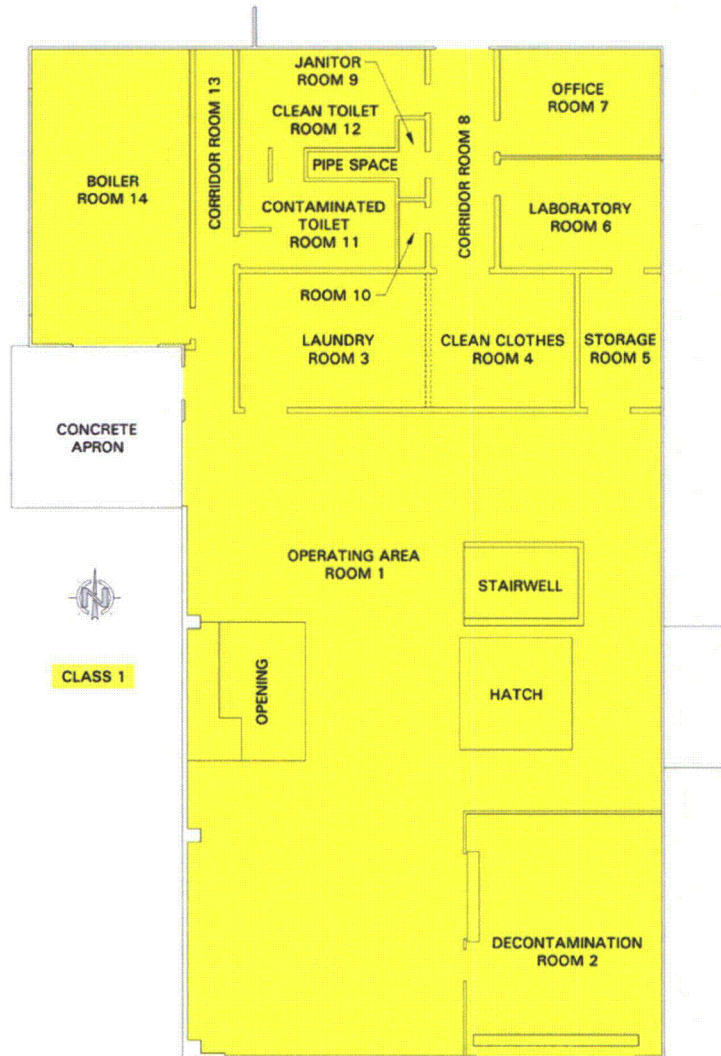 JANITOR
ROOM 9
CORRIDOR ROOM 13
CLEAN TOILET
ROOM 12
CORRIDOR ROOM 8
OFFICE
ROOM 7
PIPE SPACE
BOILER
ROOM 14
CONTAMINATED
TOILET
ROOM 11
LABORATORY
ROOM 6
ROOM 10
LAUNDRY
ROOM 3
CLEAN CLOTHES
ROOM 4
STORAGE
ROOM 5
CONCRETE
APRON
OPERATING AREA
ROOM 1
STAIRWELL
N
CLASS 1
OPENING
HATCH
DECONTAMINATION
ROOM 2